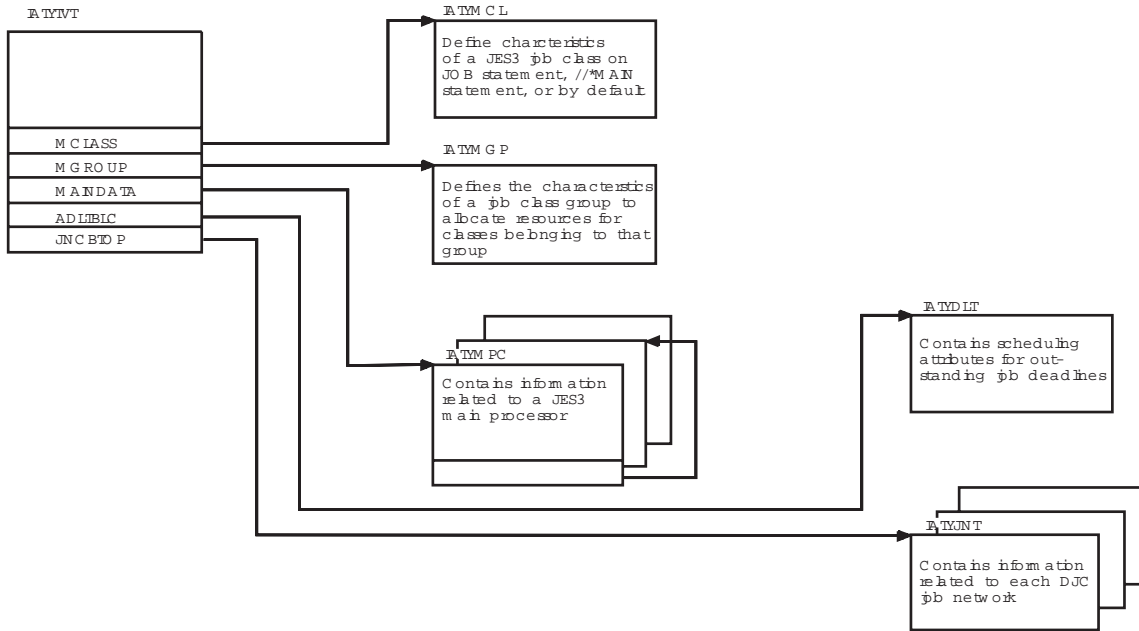 IATYTVT
MCLASS
MGROUP
MAINDATA
ADLTBLC
JNCBTOP
IATYMCL
Define charcteristics
of a JES3 job class on
JOB statement, //*MAIN
statement, or by default
IATYMGP
Defines the characterstics
of a job class group to
allocate resources for
classes belonging to that
group
IATYMPC
Contains information
related to a JES3
main processor
IATYDLT
Contains scheduling
attributes for out-
standing job deadlines
IATYJNT
Contains information
related to each DJC
job network